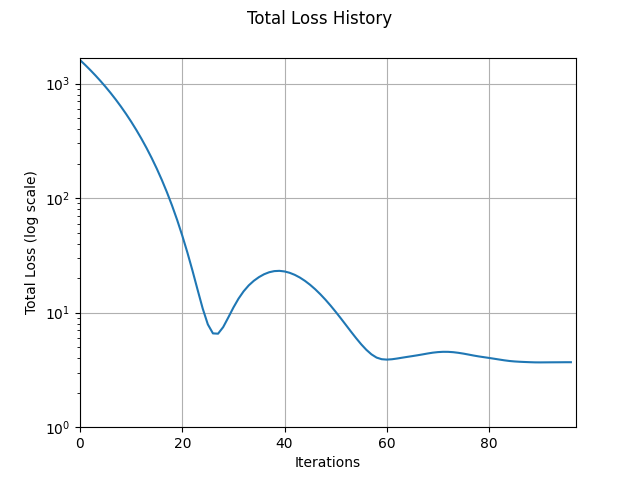 Total Loss History
Total Loss (log scale)
10³
10²
10¹
10⁰
0 20 40 60 80
Iterations